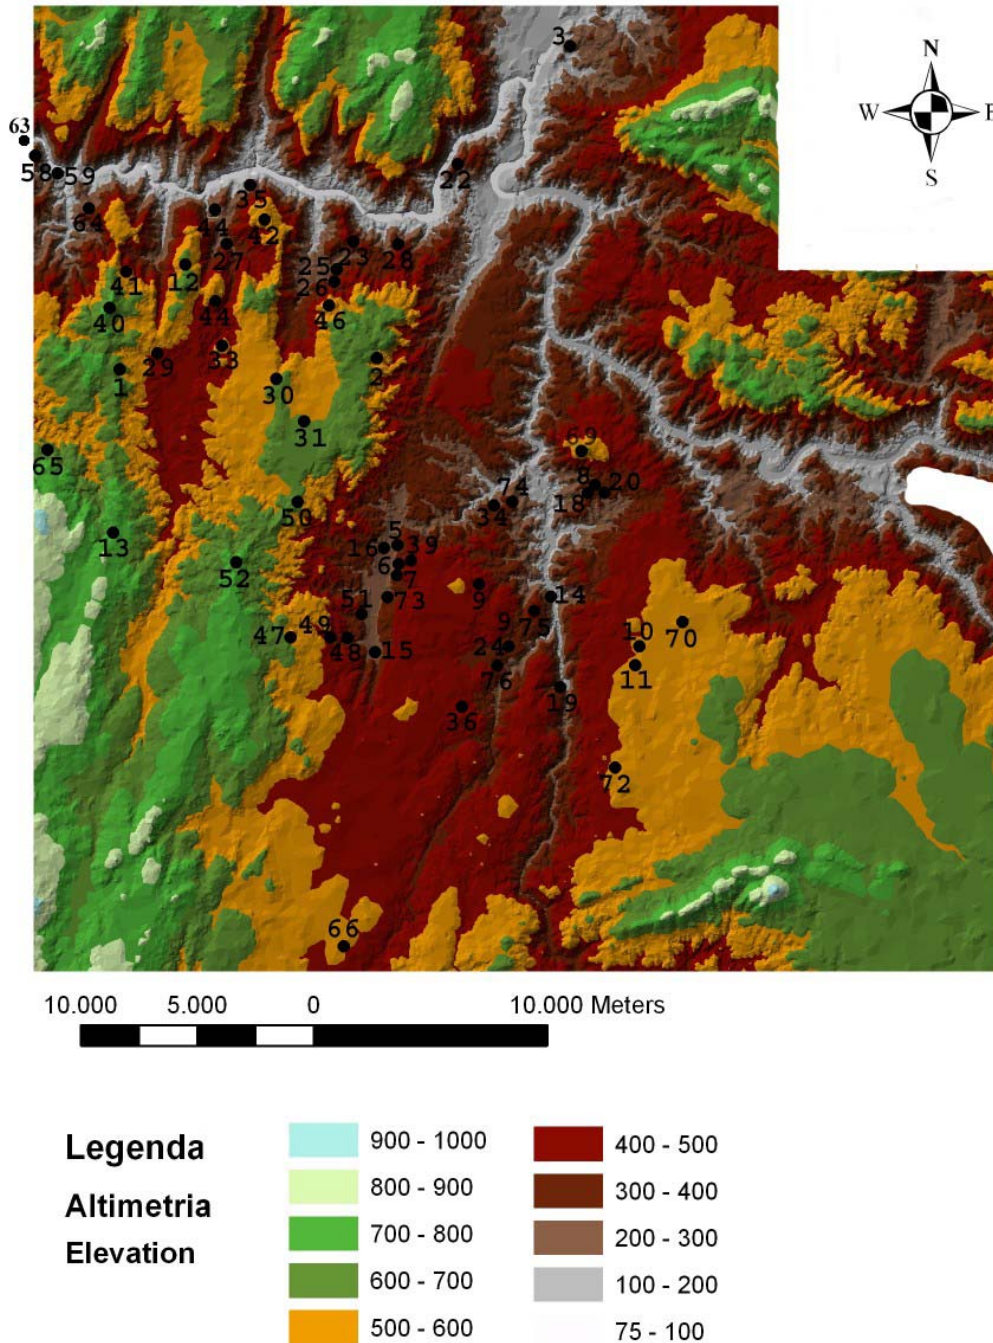 3
N
W E
S
63
58 59
22
35
64 44 42
27 23 28
25
12 26
41
40 44 46
33
29 2
1 30
31
69
65 8 20
74 18
50 34
13 5
16 39
52 6
7
73 9 14
51 9 75
47 49 10 70
48 15 24
76 11
19
36
72
66
10.000 5.000 0 10.000 Meters
Legenda
Altimetria
Elevation
900 - 1000
800 - 900
700 - 800
600 - 700
500 - 600
400 - 500
300 - 400
200 - 300
100 - 200
75 - 100